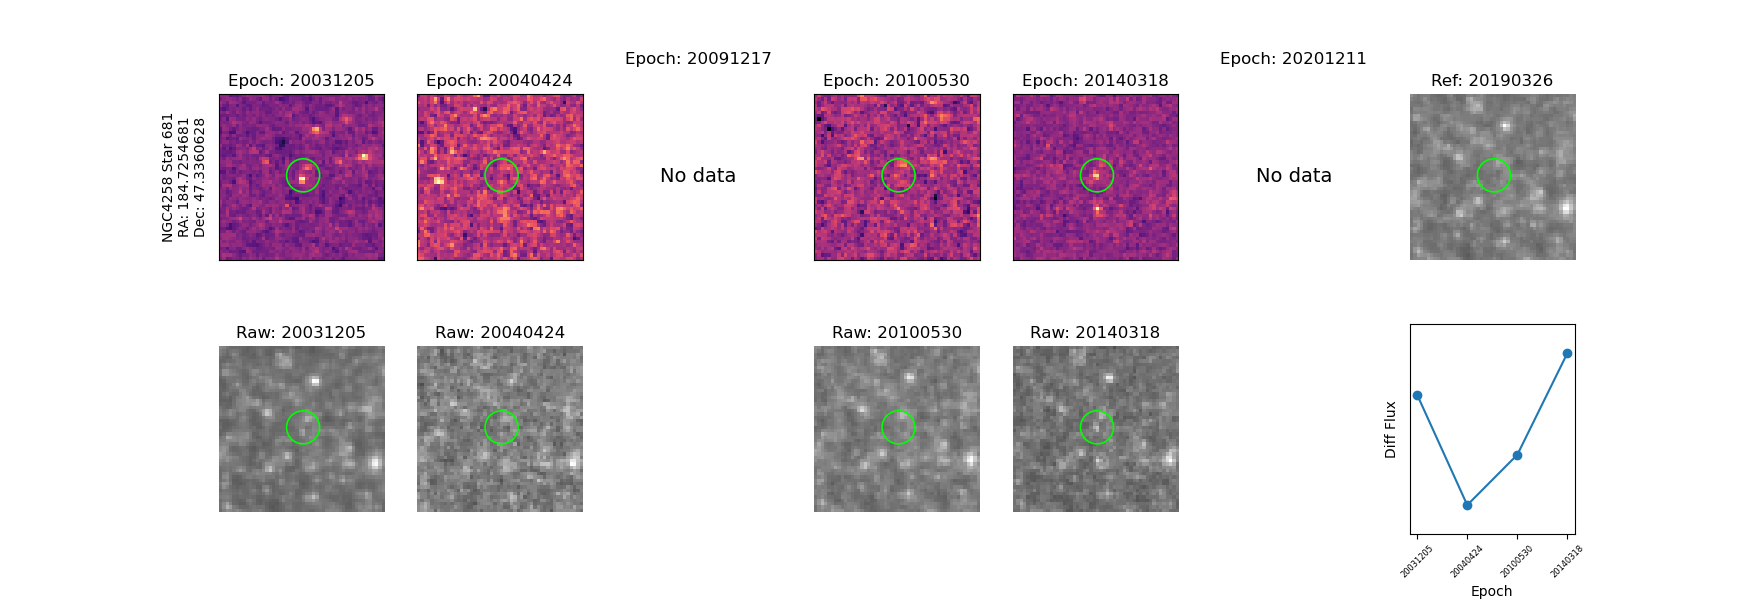 Epoch: 20091217
Epoch: 20201211
Epoch: 20031205
Epoch: 20040424
Epoch: 20100530
Epoch: 20140318
Ref: 20190326
NGC4258 Star 681
RA: 184.7254681
Dec: 47.3360628
No data
No data
Raw: 20031205
Raw: 20040424
Raw: 20100530
Raw: 20140318
Diff Flux
20031205
20040424
20100530
20140318
Epoch